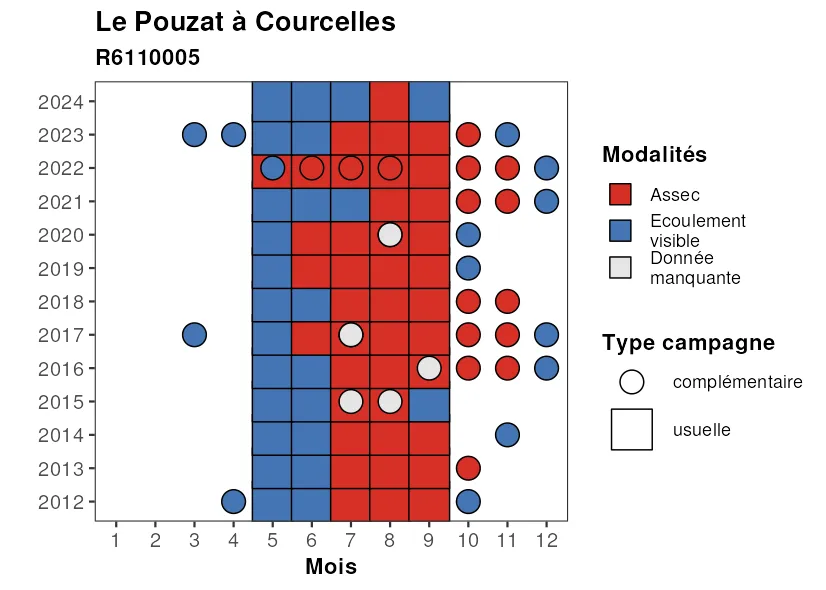 Le Pouzat à Courcelles
R6110005
2024
2023
2022
2021
2020
2019
2018
2017
2016
2015
2014
2013
2012
1 2 3 4 5 6 7 8 9 10 11 12
Mois
Modalités
Assec
Ecoulement
visible
Donnée
manquante
Type campagne
complémentaire
usuelle